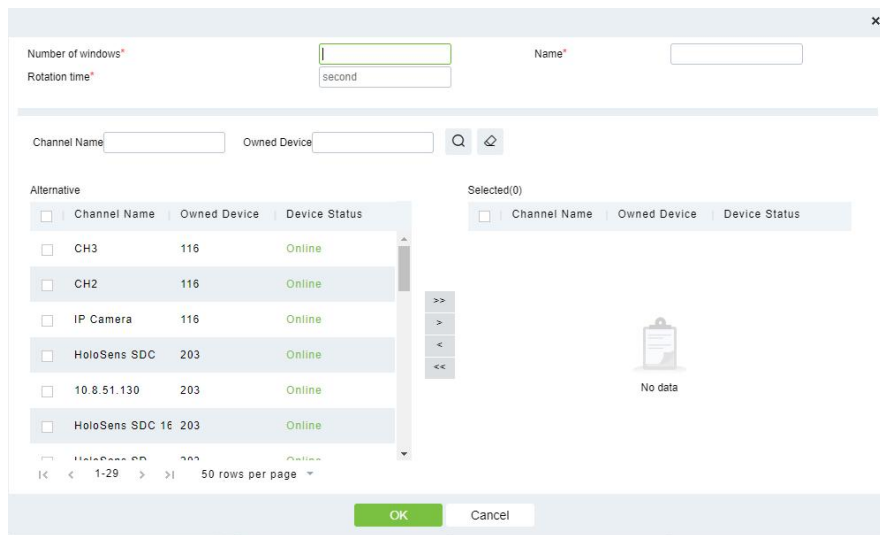 ×
Number of windows* Name*
Rotation time* second
Channel Name Owned Device
Alternative Selected(0)
Channel Name Owned Device Device Status Channel Name Owned Device Device Status
CH3 116 Online
CH2 116 Online
>>
IP Camera 116 Online
>
<
HoloSens SDC 203 Online
<<
10.8.51.130 203 Online
No data
HoloSens SDC 16 203 Online
|< < 1-29 > >| 50 rows per page
OK Cancel